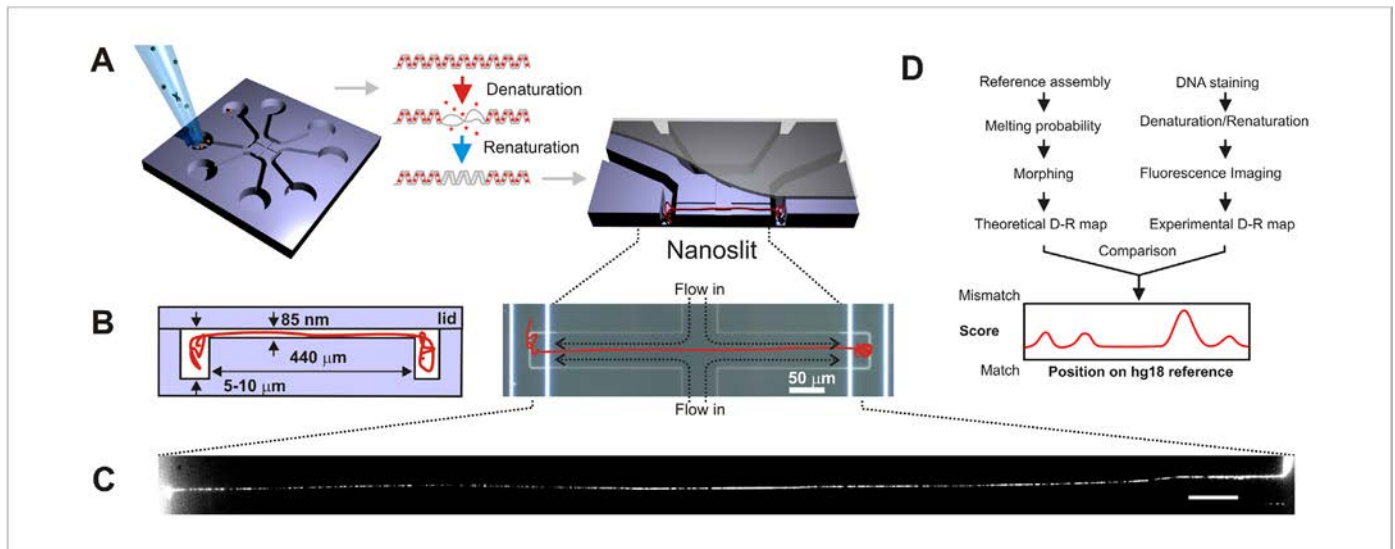 A
Denaturation
Renaturation
Nanoslit
B
85 nm
lid
440 μm
5-10 μm
Flow in
50 μm
Flow in
C
D
Reference assembly
DNA staining
Melting probability
Denaturation/Renaturation
Morphing
Fluorescence Imaging
Theoretical D-R map
Experimental D-R map
Comparison
Mismatch
Score
Match
Position on hg18 reference